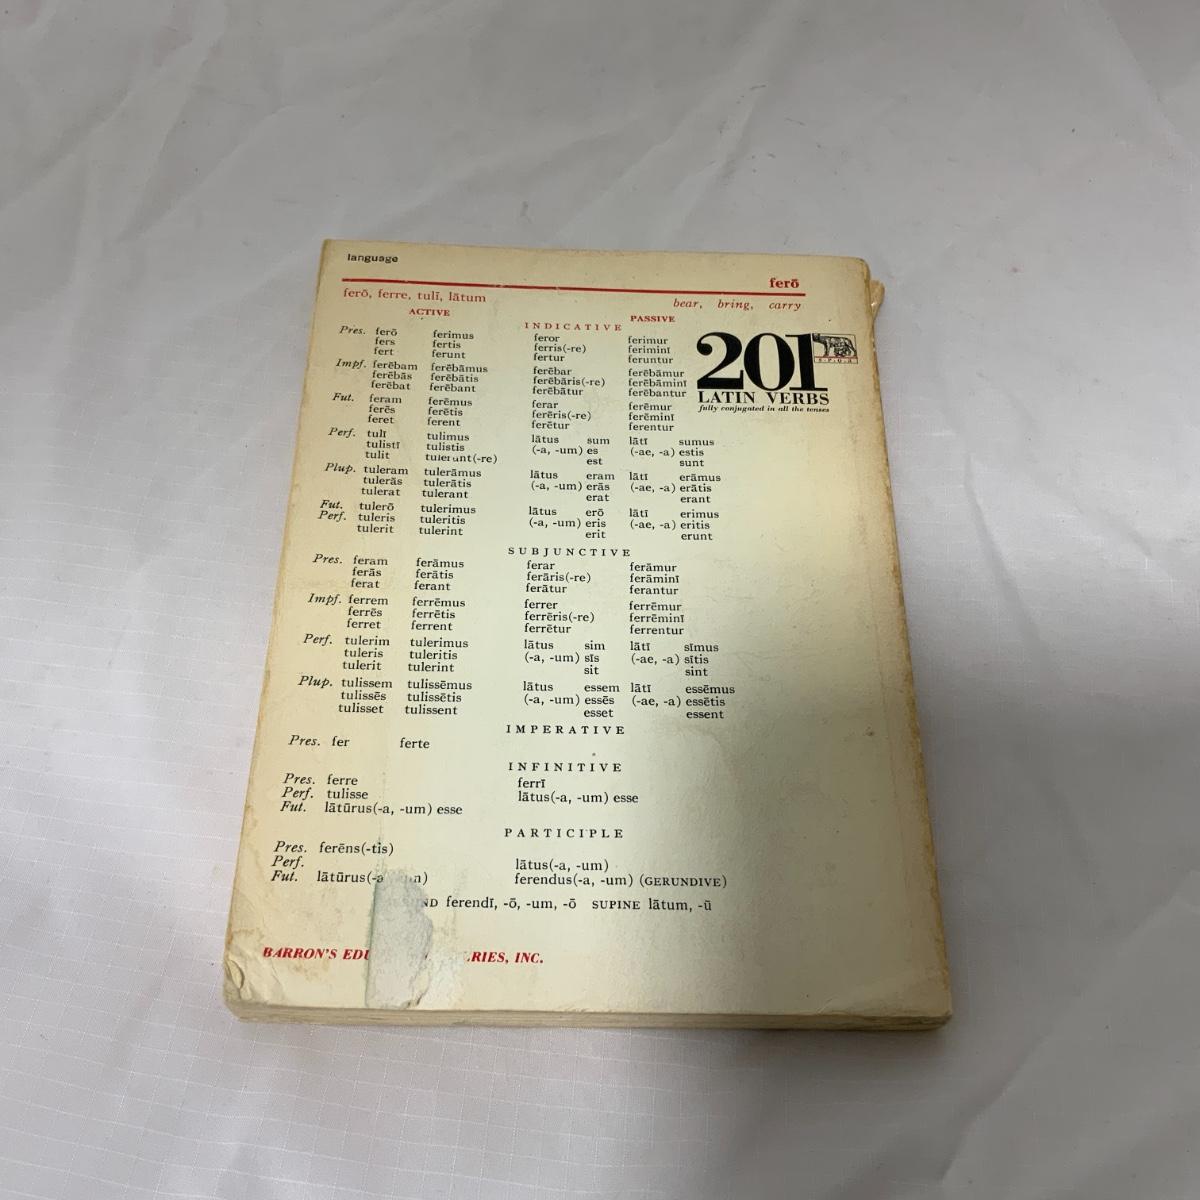 language
ferō
ferō, ferre, tulī, lātum bear, bring, carry
ACTIVE PASSIVE
INDICATIVE
201
LATIN VERBS
fully conjugated in all the tenses
S.P.Q.R
Pres. ferō ferimus feror ferimur
fers fertis ferris(-re) feriminī
fert ferunt fertur feruntur
Impf. ferēbam ferēbāmus ferēbar ferēbāmur
ferēbās ferēbātis ferēbāris(-re) ferēbāminī
ferēbat ferēbant ferēbātur ferēbantur
Fut. feram ferēmus ferar ferēmur
ferēs ferētis ferēris(-re) ferēminī
feret ferent ferētur ferentur
Perf. tulī tulimus lātus sum lātī sumus
tulistī tulistis (-a, -um) es (-ae, -a) estis
tulit tulerunt(-re) est sunt
Plup. tuleram tulerāmus lātus eram lātī erāmus
tulerās tulerātis (-a, -um) erās (-ae, -a) erātis
tulerat tulerant erat erant
Fut. tulerō tulerimus lātus erō lātī erimus
Perf. tuleris tuleritis (-a, -um) eris (-ae, -a) eritis
tulerit tulerint erit erunt
SUBJUNCTIVE
Pres. feram ferāmus ferar ferāmur
ferās ferātis ferāris(-re) ferāminī
ferat ferant ferātur ferantur
Impf. ferrem ferrēmus ferrer ferrēmur
ferrēs ferrētis ferrēris(-re) ferrēminī
ferret ferrent ferrētur ferrentur
Perf. tulerim tulerimus lātus sim lātī sīmus
tuleris tuleritis (-a, -um) sīs (-ae, -a) sītis
tulerit tulerint sit sint
Plup. tulissem tulissēmus lātus essem lātī essēmus
tulissēs tulissētis (-a, -um) essēs (-ae, -a) essētis
tulisset tulissent esset essent
IMPERATIVE
Pres. fer ferte
INFINITIVE
Pres. ferre ferrī
Perf. tulisse lātus(-a, -um) esse
Fut. lātūrus(-a, -um) esse
PARTICIPLE
Pres. ferēns(-tis)
Perf. lātus(-a, -um)
Fut. lātūrus(-a ferendus(-a, -um) (GERUNDIVE)
ND ferendī, -ō, -um, -ō SUPINE lātum, -ū
BARRON'S EDU RIES, INC.